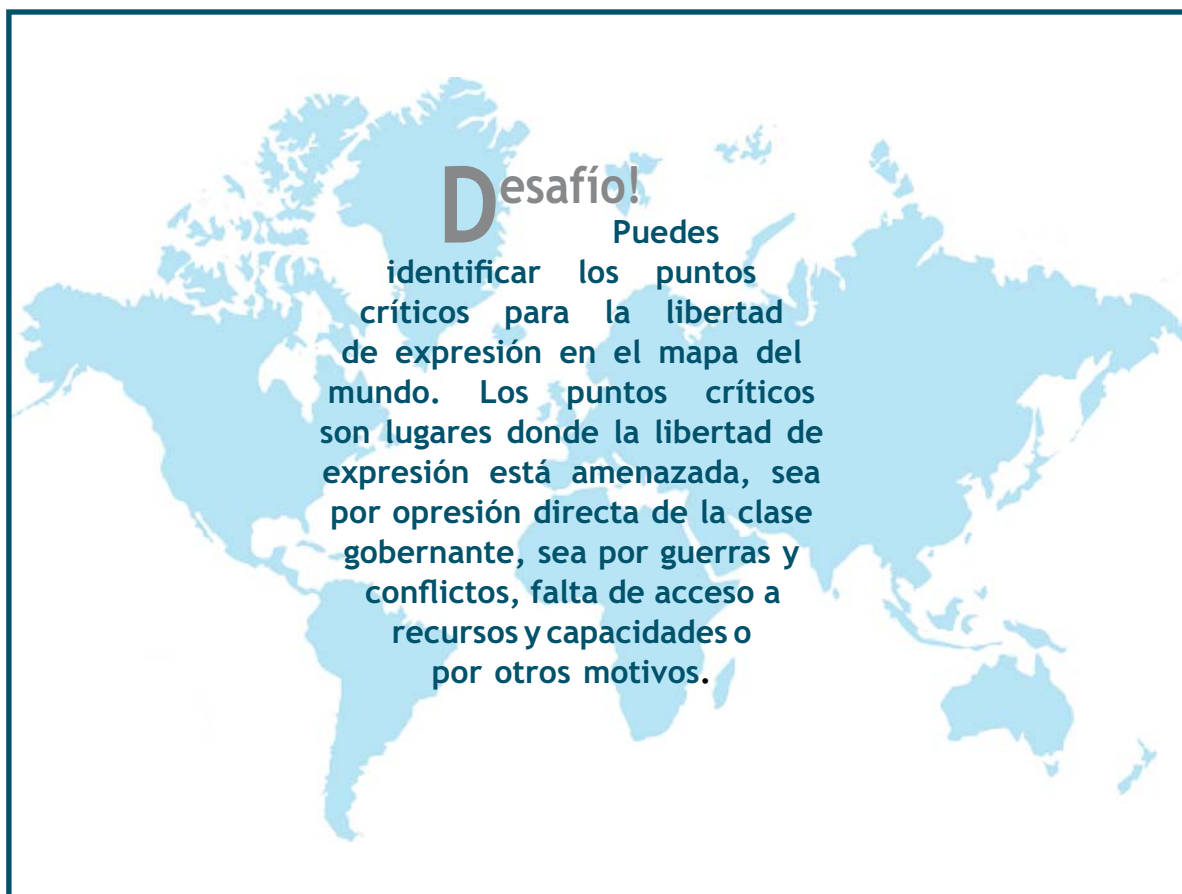 Desafío!
Puedes
identificar los puntos
críticos para la libertad
de expresión en el mapa del
mundo. Los puntos críticos
son lugares donde la libertad de
expresión está amenazada, sea
por opresión directa de la clase
gobernante, sea por guerras y
conflictos, falta de acceso a
recursos y capacidades o
por otros motivos.